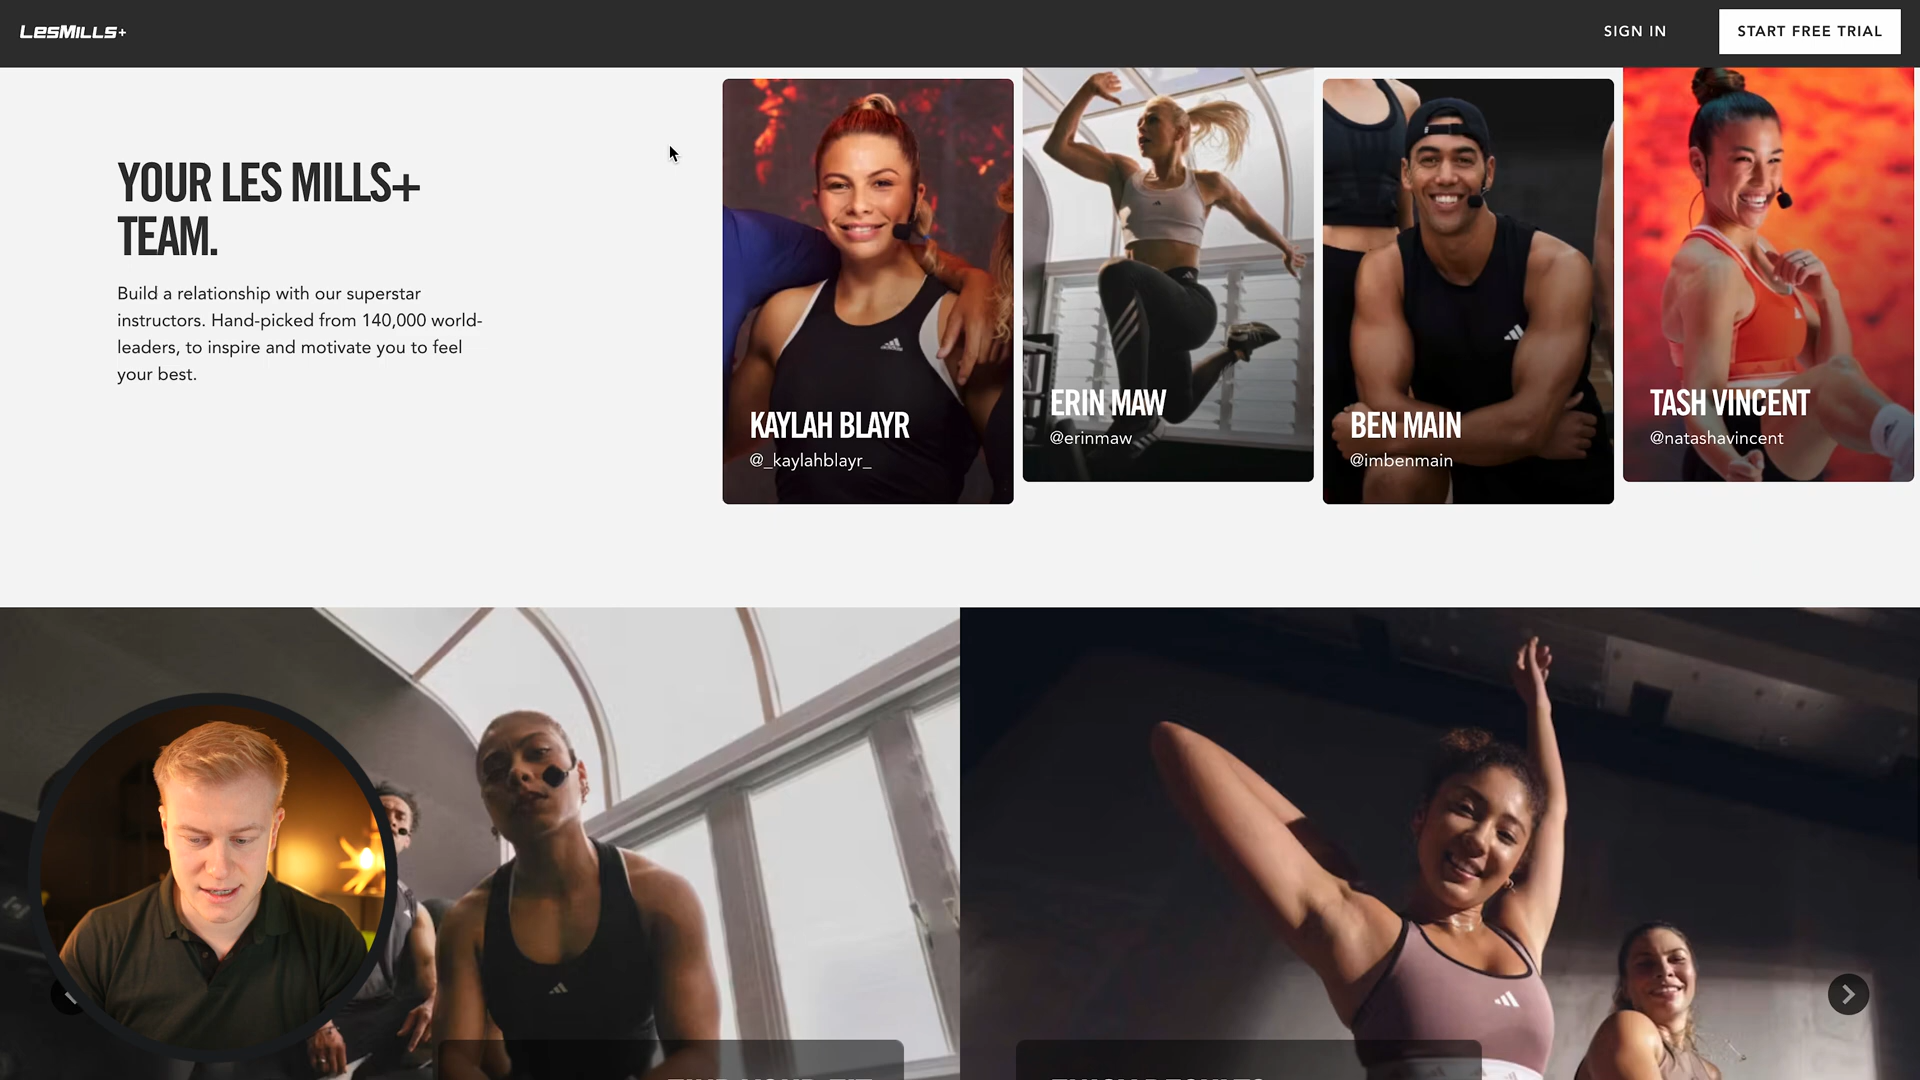 LESMILLS+
SIGN IN
START FREE TRIAL
YOUR LES MILLS+
TEAM.
Build a relationship with our superstar
instructors. Hand-picked from 140,000 world-
leaders, to inspire and motivate you to feel
your best.
KAYLAH BLAYR
@_kaylahblayr_
ERIN MAW
@erinmaw
BEN MAIN
@imbenmain
TASH VINCENT
@natashavincent